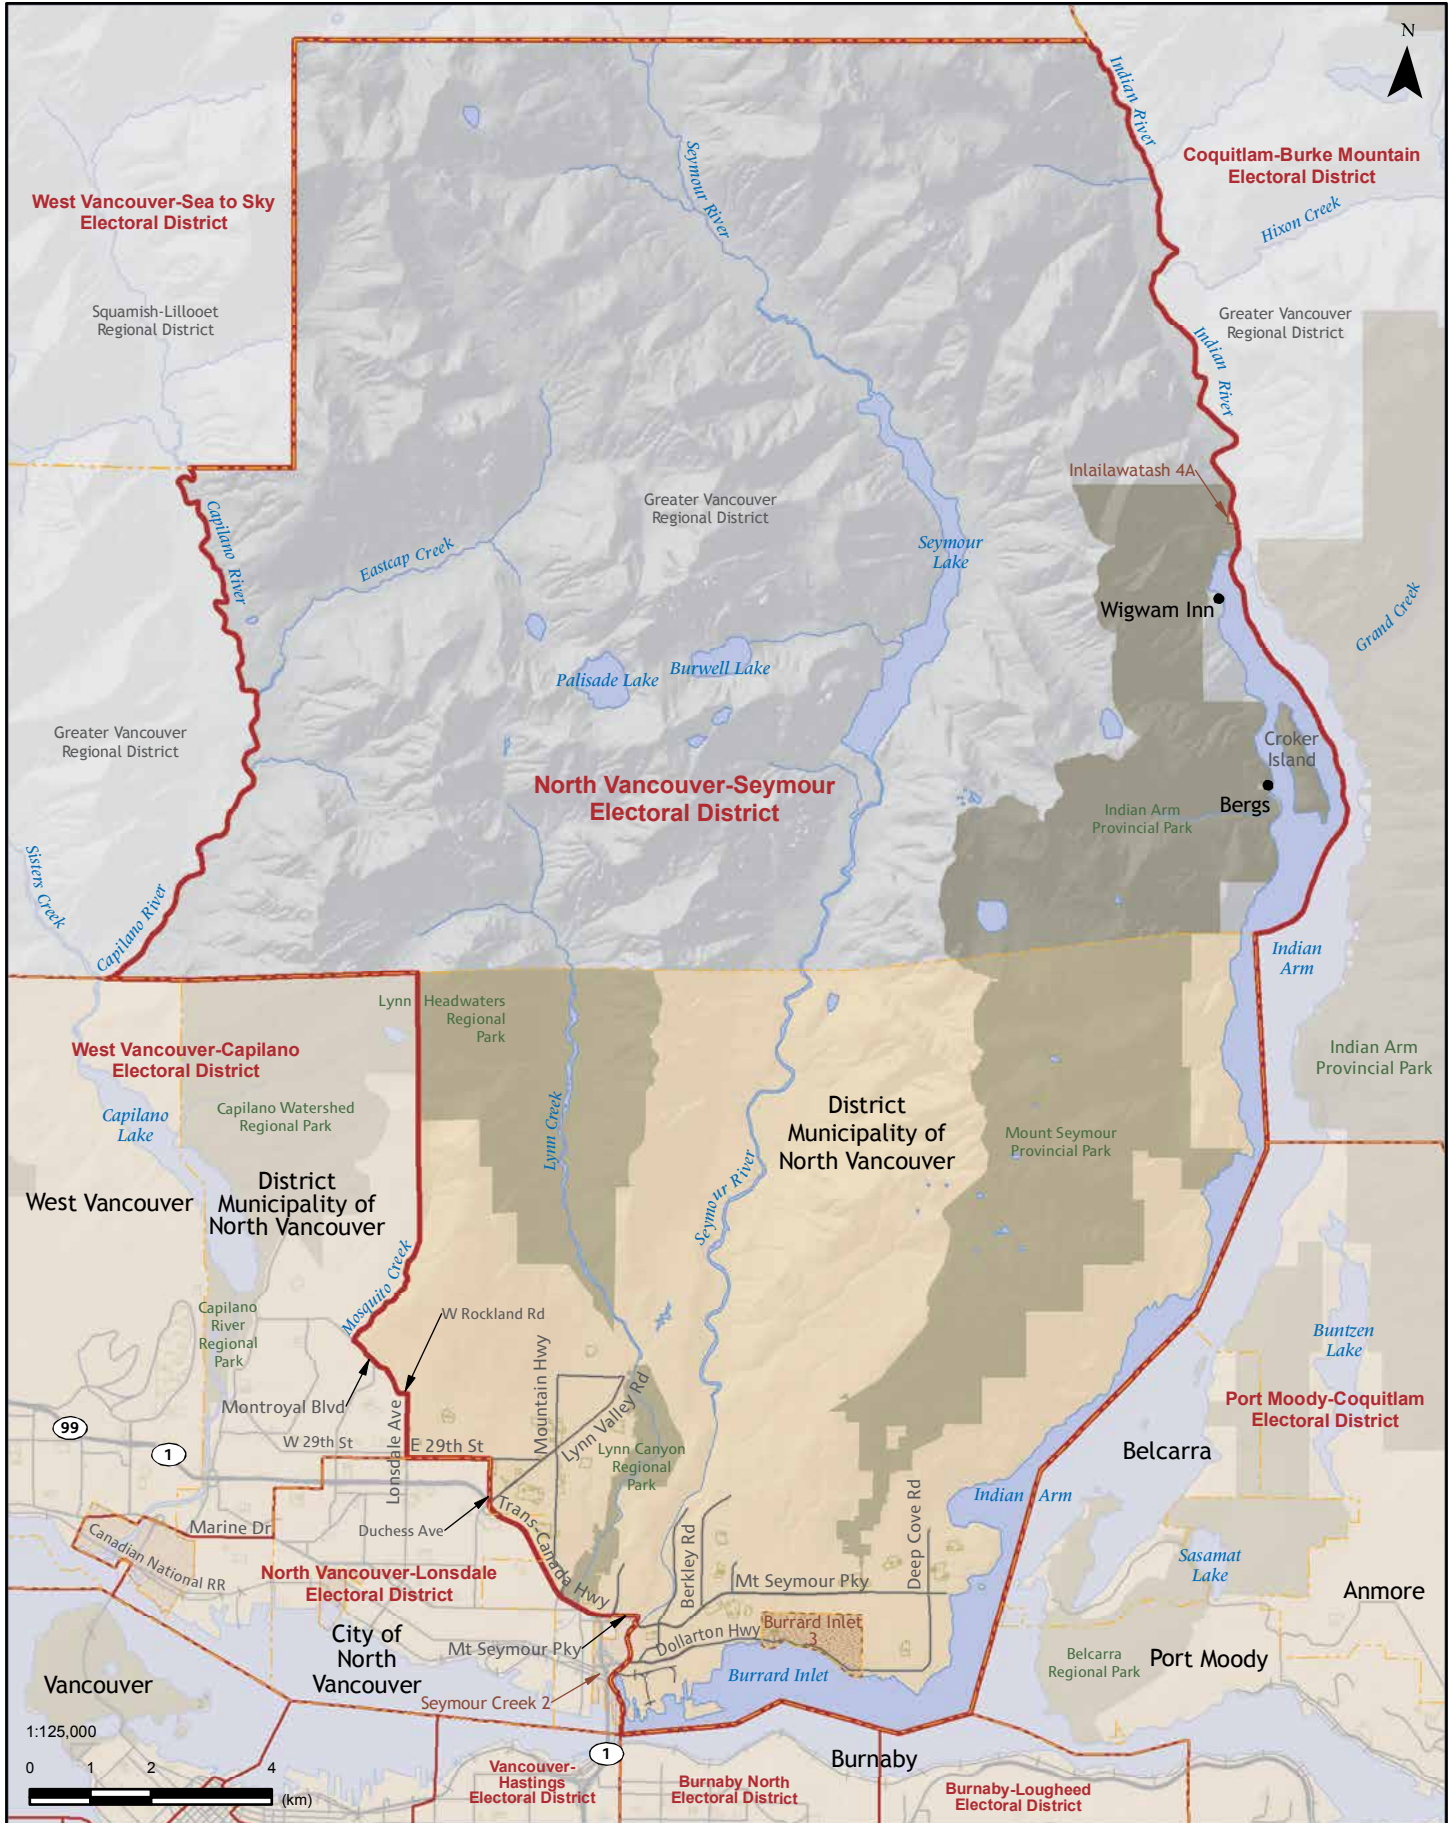 N
Indian River
Coquitlam-Burke Mountain
Electoral District
Hixon Creek
West Vancouver-Sea to Sky
Electoral District
Seymour River
Squamish-Lillooet
Regional District
Greater Vancouver
Regional District
Indian River
Inlailawatash 4A
Capilano River
Greater Vancouver
Regional District
Eastcap Creek
Seymour
Lake
Wigwam Inn
Grand Creek
Palisade Lake
Burwell Lake
Greater Vancouver
Regional District
Croker
Island
North Vancouver-Seymour
Electoral District
Bergs
Indian Arm
Provincial Park
Sisters Creek
Capilano River
Indian
Arm
Lynn Headwaters
Regional
Park
West Vancouver-Capilano
Electoral District
Indian Arm
Provincial Park
Capilano
Lake
Capilano Watershed
Regional Park
Lynn Creek
District
Municipality of
North Vancouver
Mount Seymour
Provincial Park
West Vancouver
District
Municipality of
North Vancouver
Seymour River
Mosquito Creek
Capilano
River
Regional
Park
W Rockland Rd
Mountain Hwy
Buntzen
Lake
Montroyal Blvd
Lynn Valley Rd
Port Moody-Coquitlam
Electoral District
99
1
W 29th St
Lonsdale Ave
E 29th St
Lynn Canyon
Regional
Park
Belcarra
Indian Arm
Deep Cove Rd
Marine Dr
Duchess Ave
Trans-Canada Hwy
Canadian National RR
Berkley Rd
Sasamat
Lake
North Vancouver-Lonsdale
Electoral District
Mt Seymour Pky
Anmore
City of
North
Vancouver
Mt Seymour Pky
Dollarton Hwy
Burrard Inlet
3
Belcarra
Regional Park
Port Moody
Vancouver
Seymour Creek 2
Burrard Inlet
1:125,000
0 1 2 4
(km)
1
Burnaby
Vancouver-
Hastings
Electoral District
Burnaby North
Electoral District
Burnaby-Lougheed
Electoral District